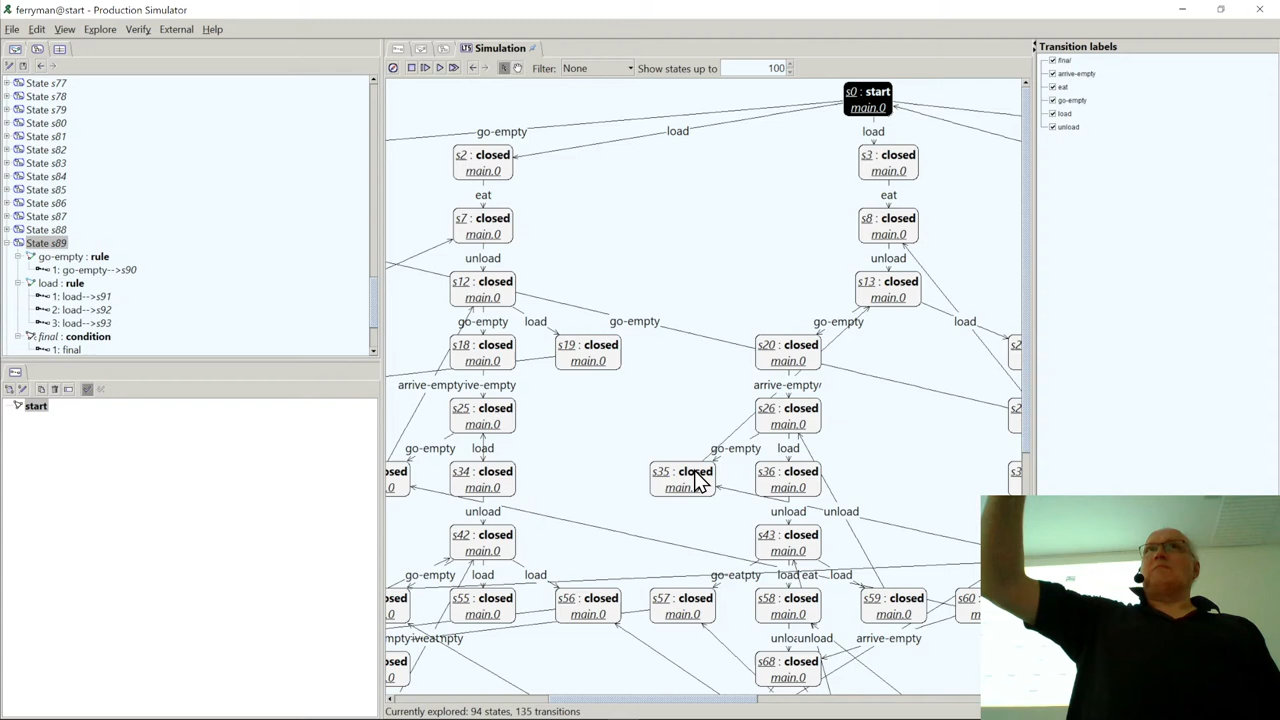 ferryman@start - Production Simulator
File Edit View Explore Verify External Help
State s77
State s78
State s79
State s80
State s81
State s82
State s83
State s84
State s85
State s86
State s87
State s88
State s89
go-empty : rule
1: go-empty-->s90
load : rule
1: load-->s91
2: load-->s92
3: load-->s93
final : condition
1: final
start
LTS Simulation
Filter: None Show states up to 100
s0 : start
main.0
go-empty load load
s2 : closed
main.0
s3 : closed
main.0
eat eat
s7 : closed
main.0
s8 : closed
main.0
unload unload
s12 : closed
main.0
s13 : closed
main.0
go-empty load go-empty go-empty load
s18 : closed
main.0
s19 : closed
main.0
s20 : closed
main.0
arrive-empty ive-empty arrive-empty
s25 : closed
main.0
s26 : closed
main.0
go-empty load go-empty load
s34 : closed
main.0
s35 : closed
main.0
s36 : closed
main.0
unload unload unload
s42 : closed
main.0
s43 : closed
main.0
go-empty load load load eat load
s55 : closed
main.0
s56 : closed
main.0
s57 : closed
main.0
s58 : closed
main.0
s59 : closed
main.0
s60
unload arrive-empty
s68 : closed
main.0
Currently explored: 94 states, 135 transitions
Transition labels
final
arrive-empty
eat
go-empty
load
unload